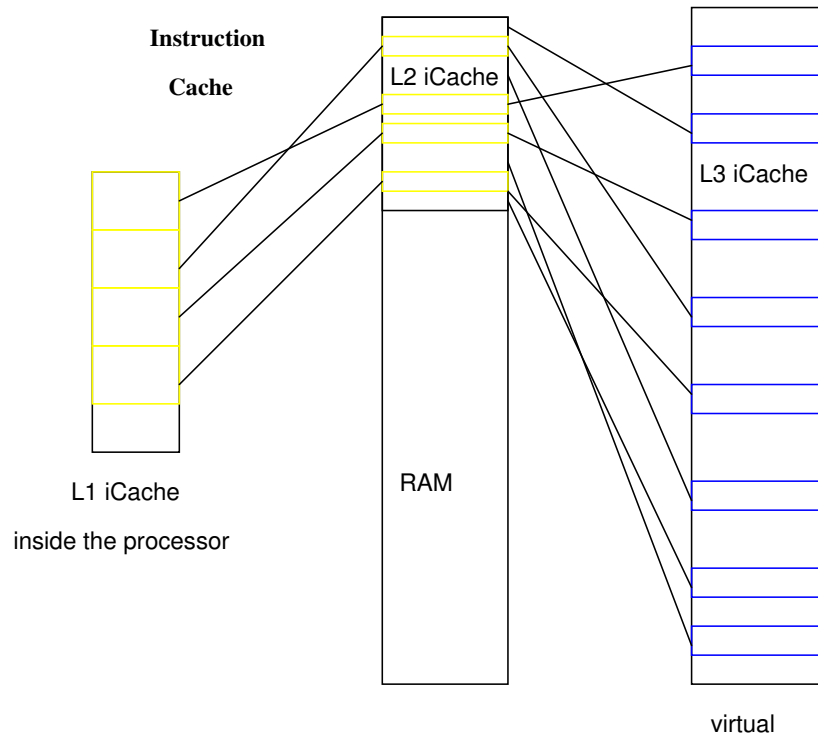 Instruction
Cache
L2 iCache
L3 iCache
L1 iCache
inside the processor
RAM
virtual